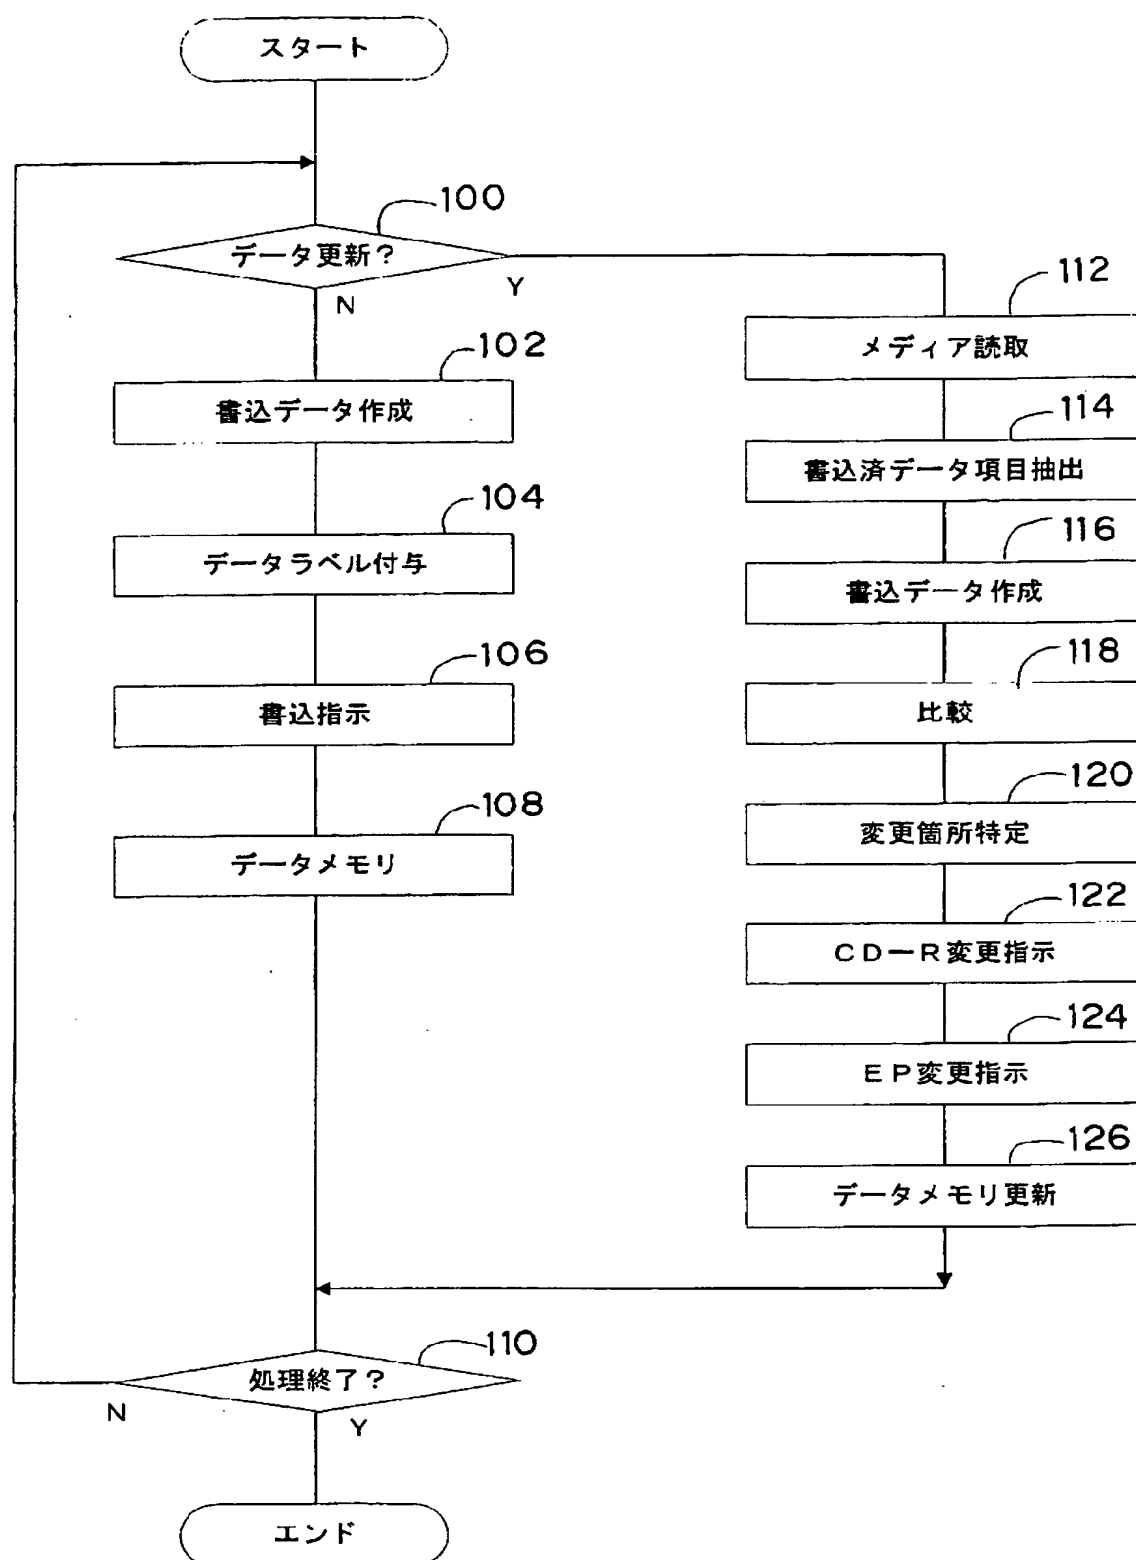 スタート
100
データ更新?
Y
N
102
書込データ作成
104
データラベル付与
106
書込指示
108
データメモリ
112
メディア読取
114
書込済データ項目抽出
116
書込データ作成
118
比較
120
変更箇所特定
122
CD-R変更指示
124
EP変更指示
126
データメモリ更新
110
処理終了?
N
Y
エンド